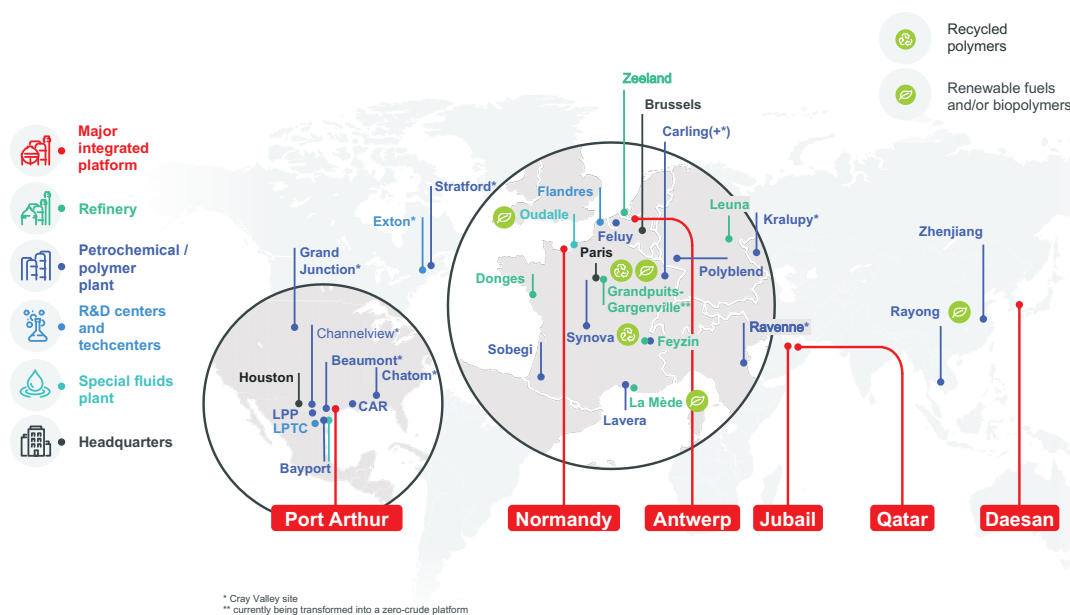 Recycled
polymers
Renewable fuels
and/or biopolymers
Major
integrated
platform
Refinery
Petrochemical /
polymer
plant
R&D centers
and
techcenters
Special fluids
plant
Headquarters
Zeeland
Brussels
Carling(+*)
Stratford*
Exton*
Flandres
Oudalle
Feluy
Leuna
Kralupy*
Zhenjiang
Grand
Junction*
Paris
Polyblend
Donges
Grandpuits-
Gargenville**
Rayong
Channelview*
Beaumont*
Chatom*
Houston
Sobegi
Synova
Feyzin
Ravenne*
LPP
LPTC
CAR
La Mède
Lavera
Bayport
Port Arthur
Normandy
Antwerp
Jubail
Qatar
Daesan
* Cray Valley site
** currently being transformed into a zero-crude platform